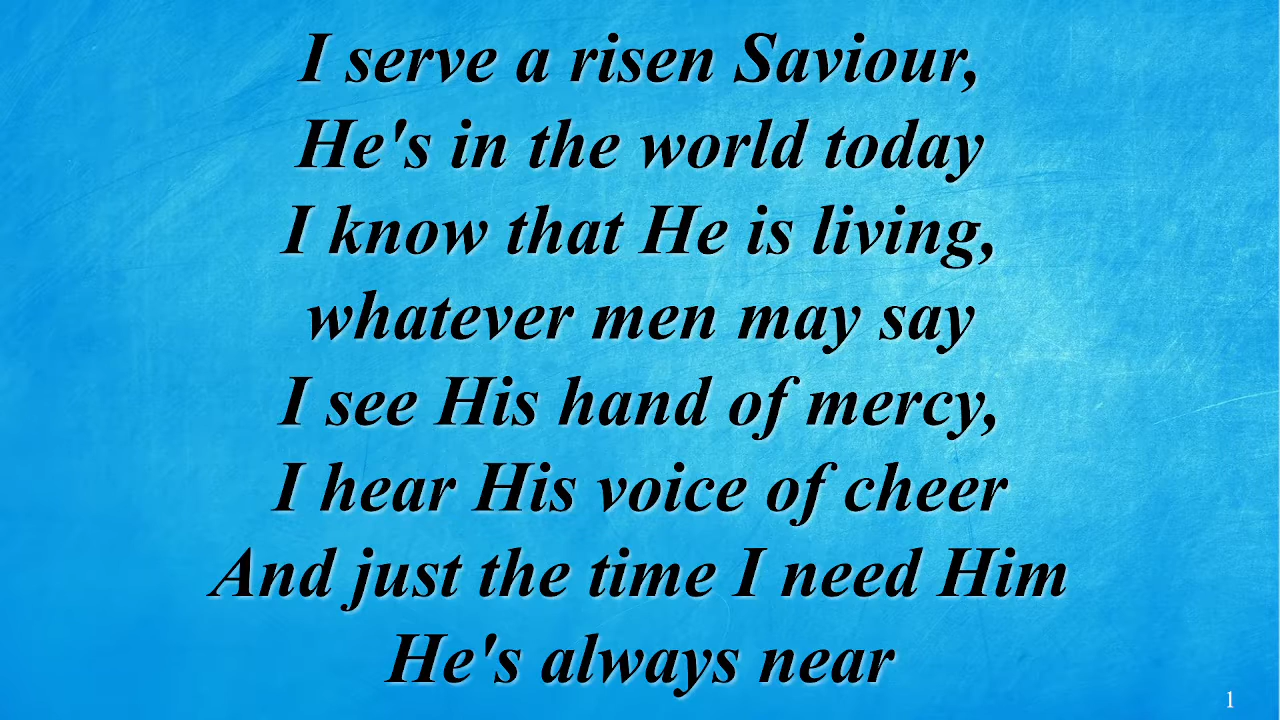 I serve a risen Saviour,
He's in the world today
I know that He is living,
whatever men may say
I see His hand of mercy,
I hear His voice of cheer
And just the time I need Him
He's always near
1